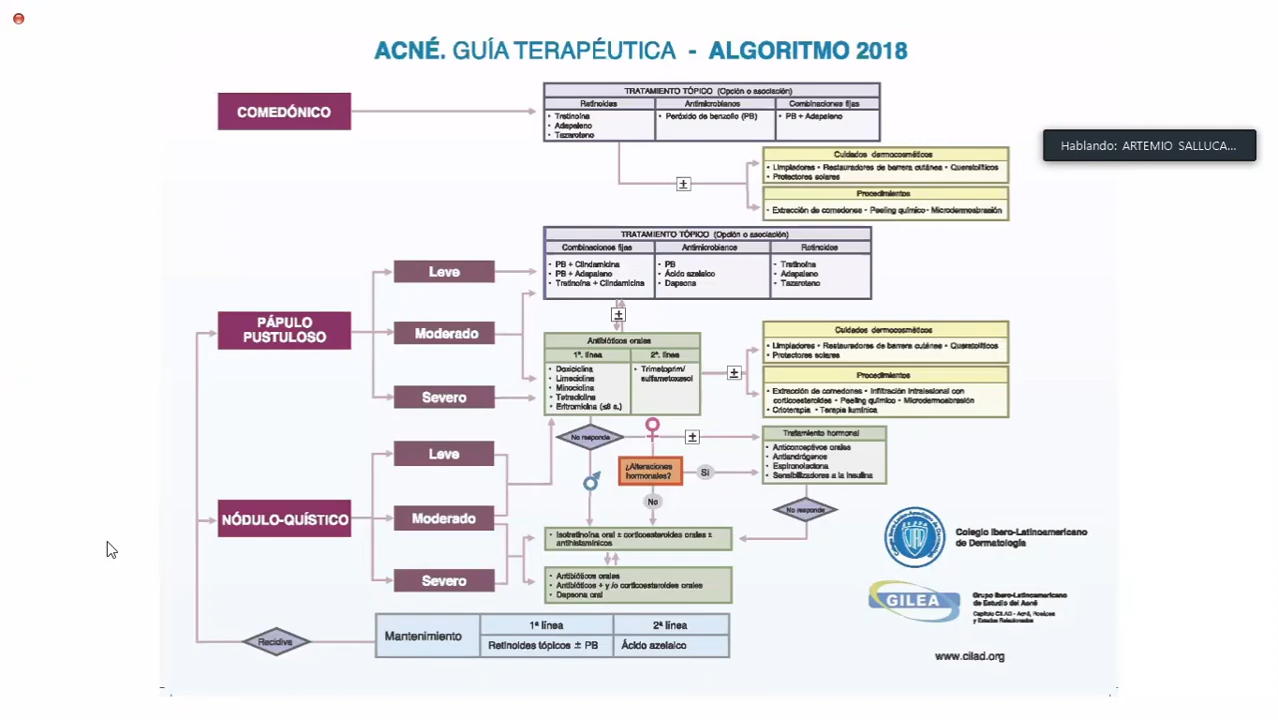 ACNÉ. GUÍA TERAPÉUTICA - ALGORITMO 2018
COMEDÓNICO
TRATAMIENTO TÓPICO (Opción o asociación)
Retinoides
Antimicrobianos
Combinaciones fijas
• Tretinoína
• Adapaleno
• Tazaroteno
• Peróxido de benzoílo (PB)
• PB + Adapaleno
Hablando: ARTEMIO SALLUCA...
±
Cuidados dermocosméticos
• Limpiadores • Restauradores de barrera cutánea • Queratolíticos
• Protectores solares
Procedimientos
• Extracción de comedones • Peeling químico • Microdermoabrasión
PÁPULO
PUSTULOSO
Leve
Moderado
Severo
TRATAMIENTO TÓPICO (Opción o asociación)
Combinaciones fijas
Antimicrobianos
Retinoides
• PB + Clindamicina
• PB + Adapaleno
• Tretinoína + Clindamicina
• PB
• Ácido azelaico
• Dapsona
• Tretinoína
• Adapaleno
• Tazaroteno
±
Antibióticos orales
1ª. línea
2ª. línea
• Doxiciclina
• Limeciclina
• Minociclina
• Tetraciclina
• Eritromicina (≤8 a.)
• Trimetoprim/
sulfametoxasol
±
Cuidados dermocosméticos
• Limpiadores • Restauradores de barrera cutánea • Queratolíticos
• Protectores solares
Procedimientos
• Extracción de comedones • Infiltración intralesional con
corticoesteroides • Peeling químico • Microdermoabrasión
• Crioterapia • Terapia lumínica
No responde
♀
±
Tratamiento hormonal
• Anticonceptivos orales
• Antiandrógenos
• Espironolactona
• Sensibilizadores a la insulina
¿Alteraciones
hormonales?
Si
No
♂
No responde
NÓDULO-QUÍSTICO
Leve
Moderado
Severo
• Isotretinoína oral ± corticoesteroides orales ±
antihistamínicos
• Antibióticos orales
• Antibióticos + y /o corticoesteroides orales
• Dapsona oral
Recidiva
Mantenimiento
1ª línea
2ª línea
Retinoides tópicos ± PB
Ácido azelaico
Colegio Ibero-Latinoamericano
de Dermatología
GILEA
Grupo Ibero-Latinoamericano
de Estudio del Acné
Capítulo CILAD - Acné, Rosácea
y Estados Relacionados
www.cilad.org